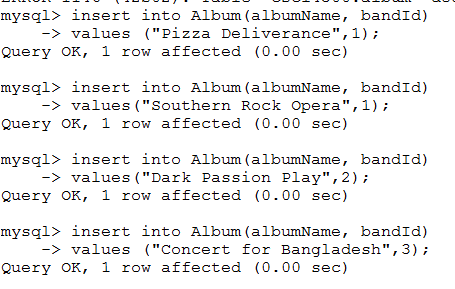 mysql> insert into Album(albumName, bandId)
-> values ("Pizza Deliverance",1);
Query OK, 1 row affected (0.00 sec)
mysql> insert into Album(albumName, bandId)
-> values("Southern Rock Opera",1);
Query OK, 1 row affected (0.00 sec)
mysql> insert into Album(albumName, bandId)
-> values("Dark Passion Play",2);
Query OK, 1 row affected (0.00 sec)
mysql> insert into Album(albumName, bandId)
-> values ("Concert for Bangladesh",3);
Query OK, 1 row affected (0.00 sec)